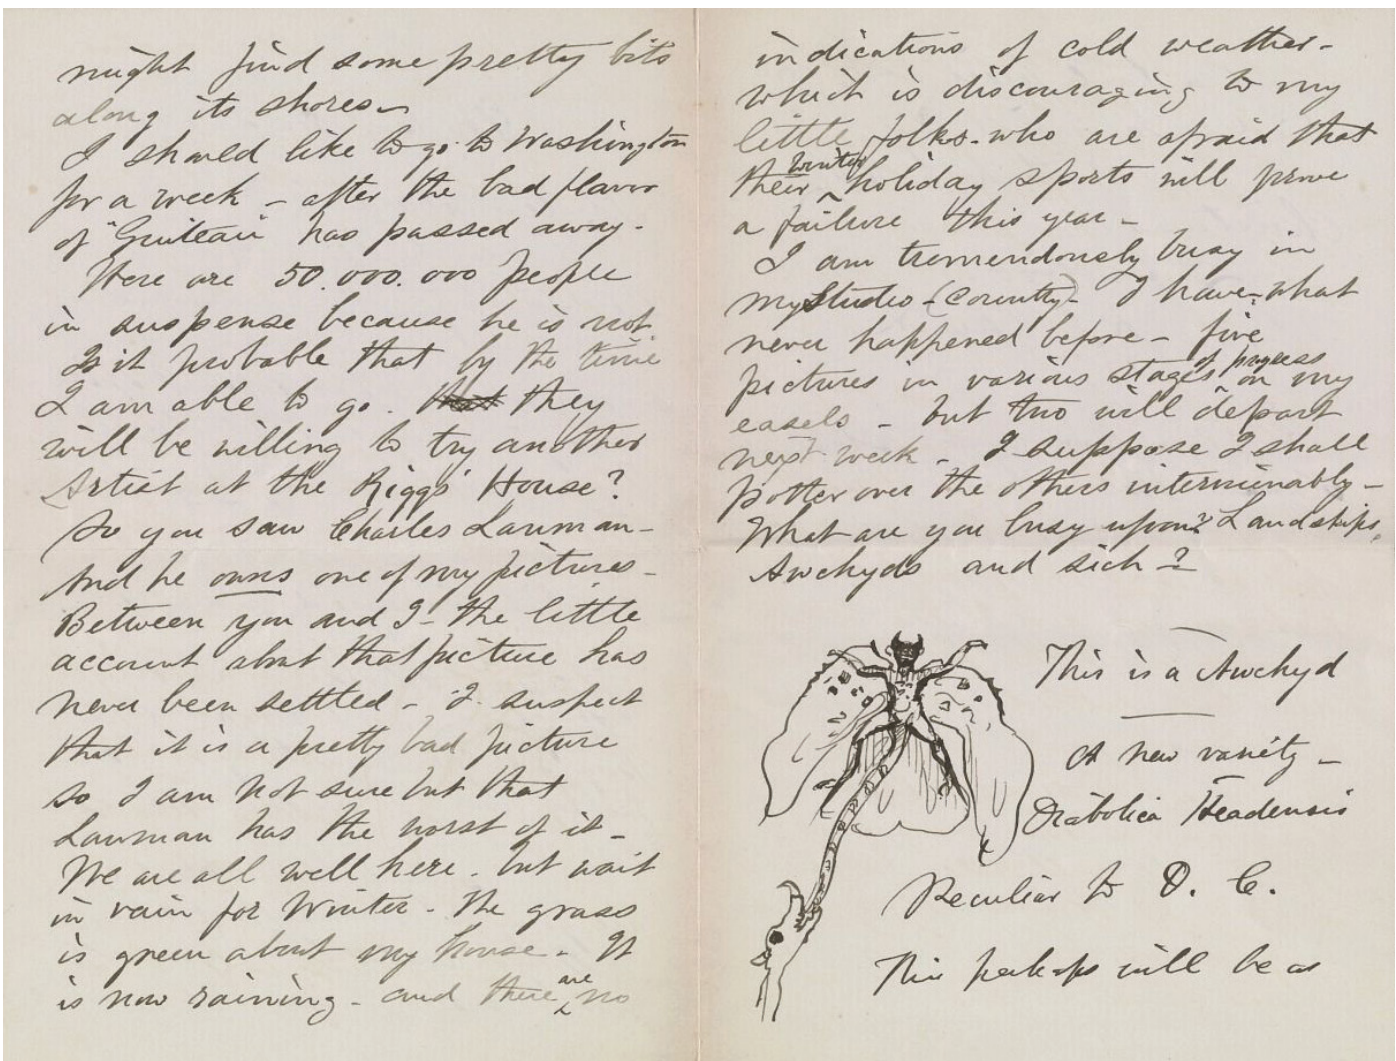 might find some pretty bits
along its shores—
I should like to go to Washington
for a week — after the bad flavor
of "Guiteau" has passed away.
Here are 50.000.000 people
in suspense because he is not
Is it probable that by the time
I am able to go. that they
will be willing to try another
Artist at the Riggs' House?
So you saw Charles Lanman—
And he owns one of my pictures—
Between you and I— the little
account about that picture has
never been settled — I suspect
that it is a pretty bad picture
so I am not sure but that
Lanman has the worst of it—
We are all well here. but wait
in vain for Winter — The grass
is green about my house — It
is now raining — and there are no
indications of cold weather—
which is discouraging to my
little folks. who are afraid that
their winter holiday sports will prove
a failure this year—
I am tremendously busy in
my Studio (Country) — I have, what
never happened before — five
pictures in various stages of progress on my
easels — but two will depart
next week — I suppose I shall
potter over the others interminably—
What are you busy upon? Landskips,
Awchyds and sich?
This is a Awchyd
A new variety—
Diabolica Headensis
Peculiar to D. C.
This perhaps will be as